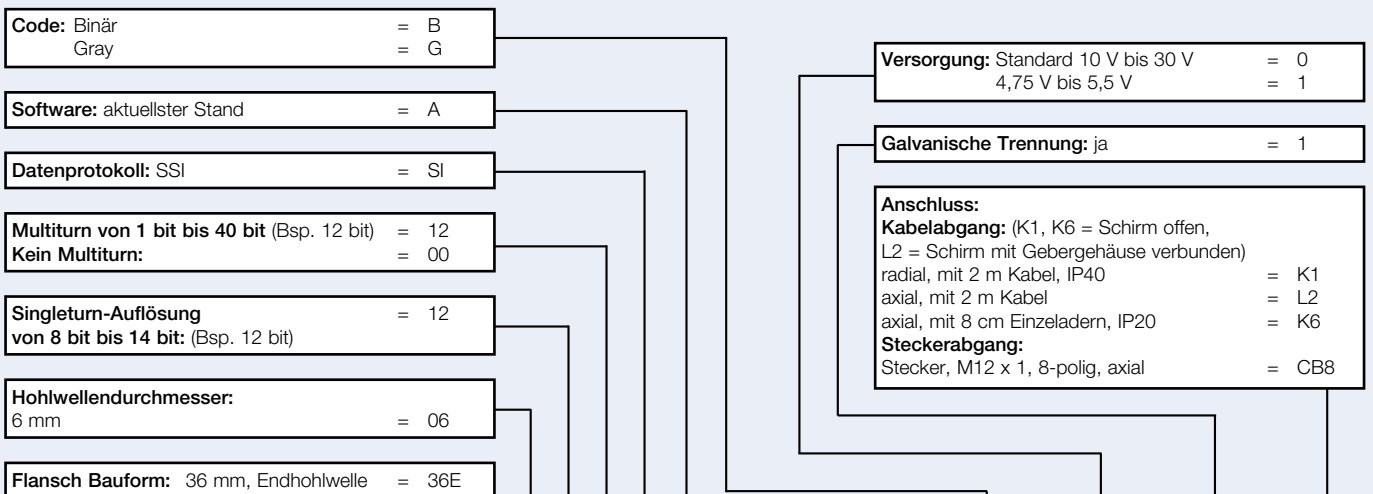 Code: Binär = B
Gray = G
Software: aktuellster Stand = A
Datenprotokoll: SSI = SI
Multiturn von 1 bit bis 40 bit (Bsp. 12 bit) = 12
Kein Multiturn: = 00
Singleturn-Auflösung = 12
von 8 bit bis 14 bit: (Bsp. 12 bit)
Hohlwellendurchmesser:
6 mm = 06
Flansch Bauform: 36 mm, Endhohlwelle = 36E
Versorgung: Standard 10 V bis 30 V = 0
4,75 V bis 5,5 V = 1
Galvanische Trennung: ja = 1
Anschluss:
Kabelabgang: (K1, K6 = Schirm offen,
L2 = Schirm mit Gebergehäuse verbunden)
radial, mit 2 m Kabel, IP40 = K1
axial, mit 2 m Kabel = L2
axial, mit 8 cm Einzeladern, IP20 = K6
Steckerabgang:
Stecker, M12 x 1, 8-polig, axial = CB8